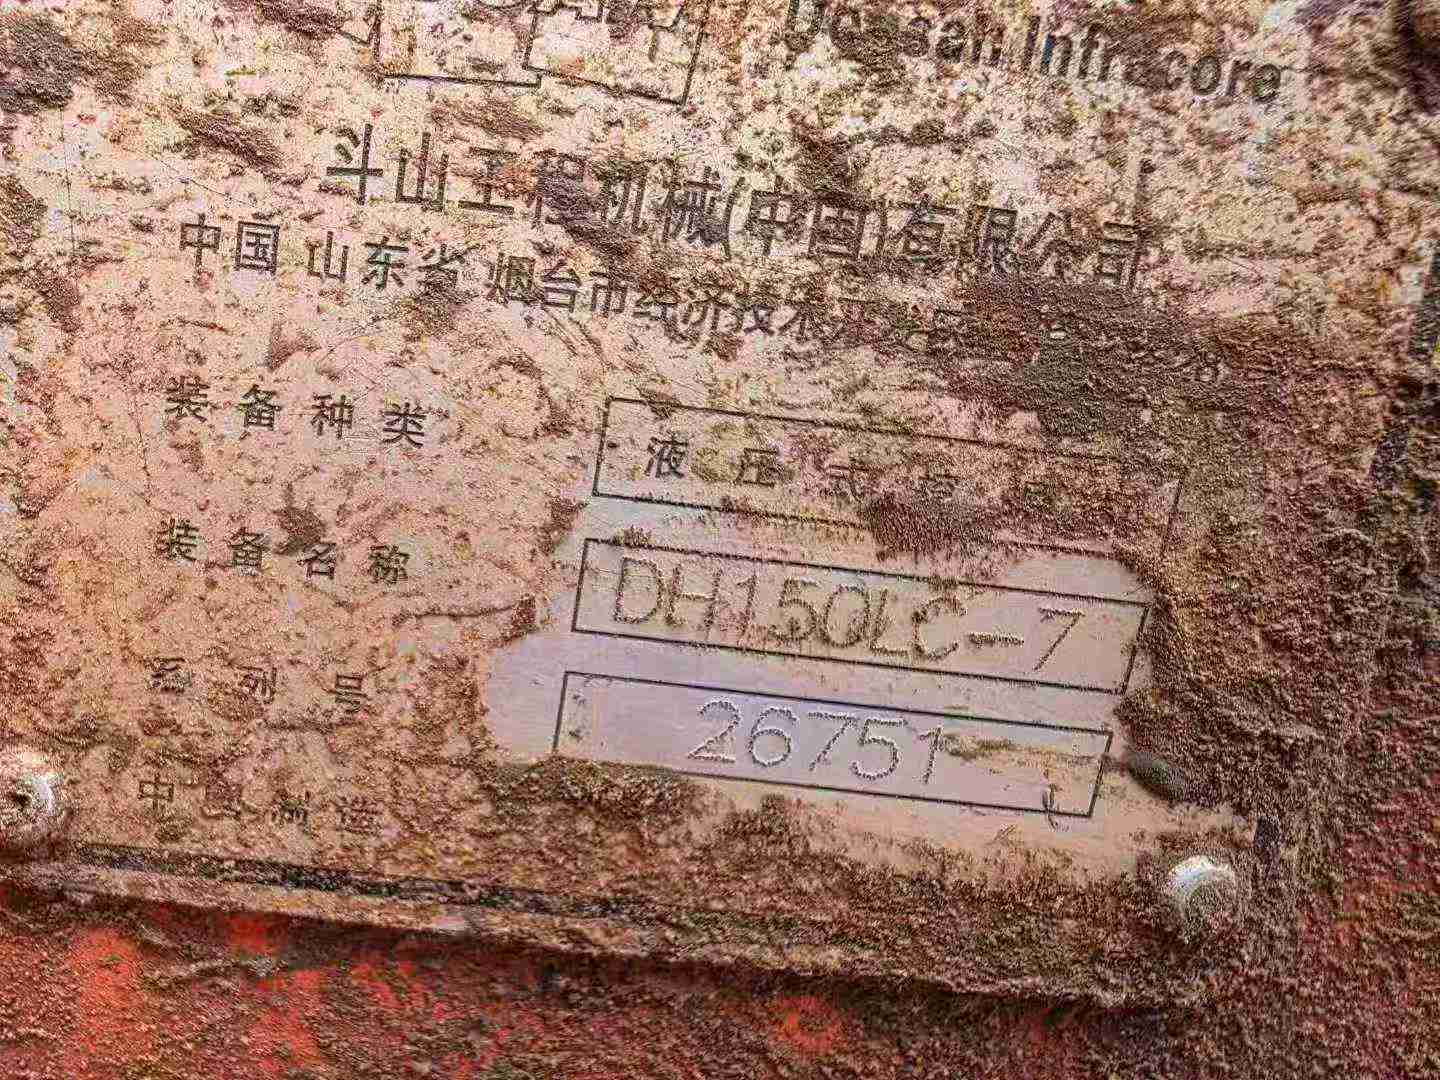 Doosan Infracore
斗山工程机械(中国)有限公司
中国 山东省 烟台市经济技术开发区
装备种类
液压式挖
装备名称
DH150LC-7
系列号
26751
中国制造